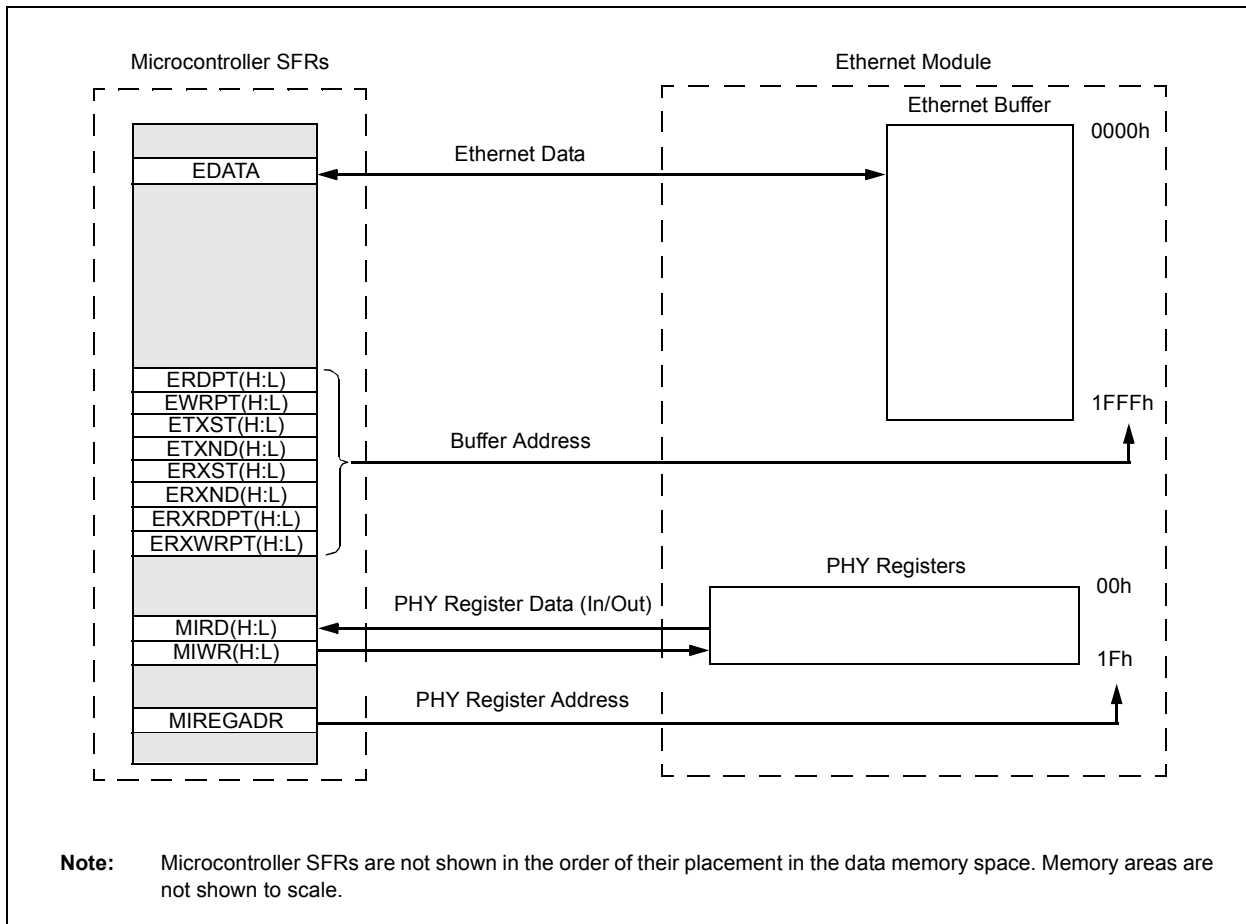 Microcontroller SFRs
Ethernet Module
Ethernet Buffer
0000h
Ethernet Data
EDATA
ERDPT(H:L)
EWRPT(H:L)
ETXST(H:L)
ETXND(H:L)
ERXST(H:L)
ERXND(H:L)
ERXRDPT(H:L)
ERXWRPT(H:L)
1FFFh
Buffer Address
PHY Registers
00h
PHY Register Data (In/Out)
MIRD(H:L)
MIWR(H:L)
1Fh
PHY Register Address
MIREGADR
Note: Microcontroller SFRs are not shown in the order of their placement in the data memory space. Memory areas are
not shown to scale.